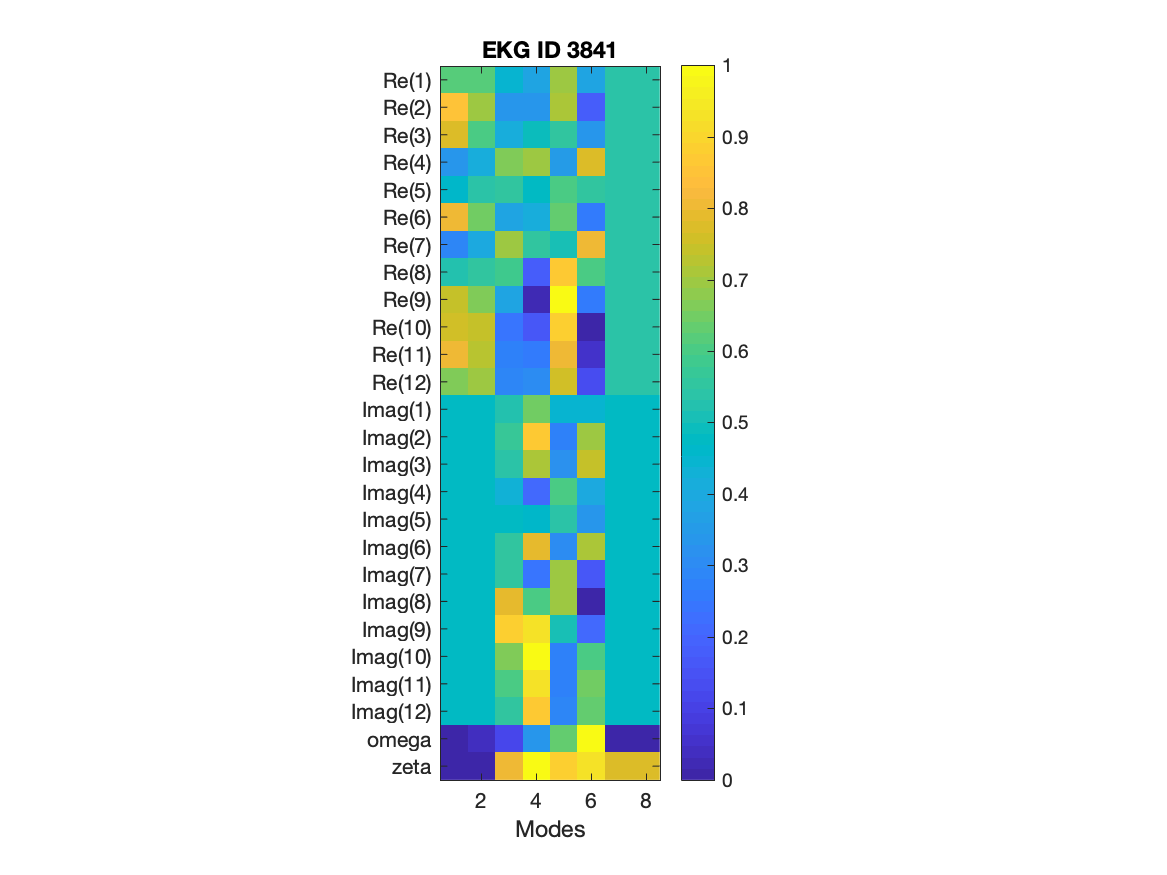 EKG ID 3841
Re(1)
Re(2)
Re(3)
Re(4)
Re(5)
Re(6)
Re(7)
Re(8)
Re(9)
Re(10)
Re(11)
Re(12)
Imag(1)
Imag(2)
Imag(3)
Imag(4)
Imag(5)
Imag(6)
Imag(7)
Imag(8)
Imag(9)
Imag(10)
Imag(11)
Imag(12)
omega
zeta
2 4 6 8
Modes
1
0.9
0.8
0.7
0.6
0.5
0.4
0.3
0.2
0.1
0